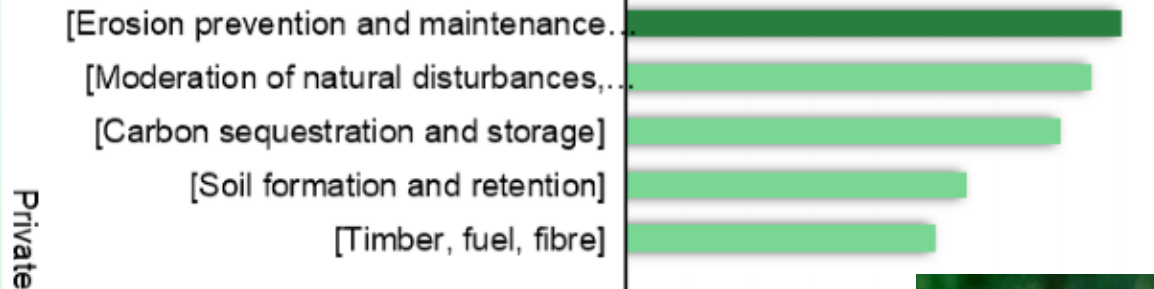 [Erosion prevention and maintenance...
[Moderation of natural disturbances,...
[Carbon sequestration and storage]
[Soil formation and retention]
[Timber, fuel, fibre]
Private